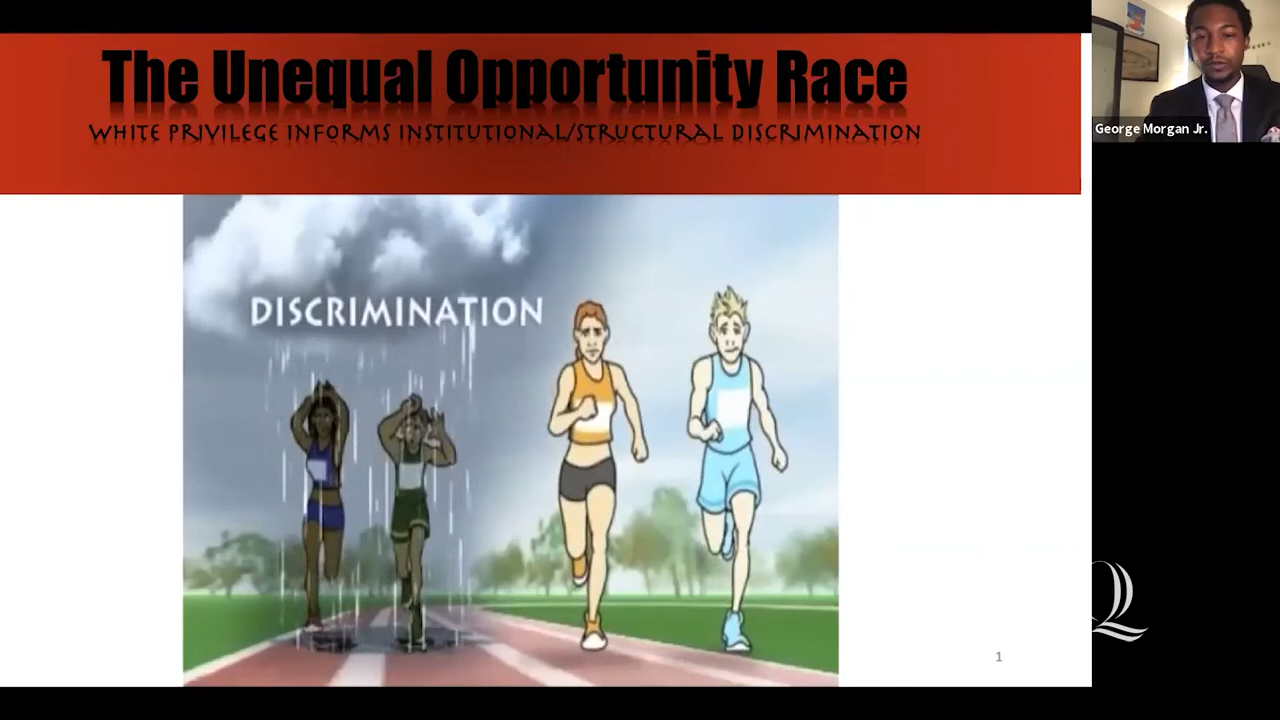 The Unequal Opportunity Race
WHITE PRIVILEGE INFORMS INSTITUTIONAL/STRUCTURAL DISCRIMINATION
DISCRIMINATION
George Morgan Jr.
1